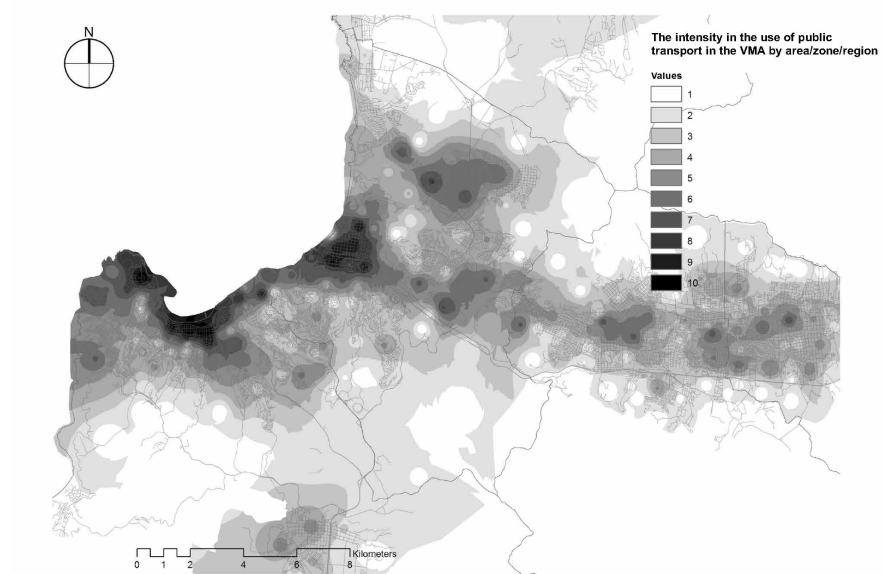 N
The intensity in the use of public
transport in the VMA by area/zone/region
Values
1
2
3
4
5
6
7
8
9
10
Kilometers
0 1 2 4 6 8